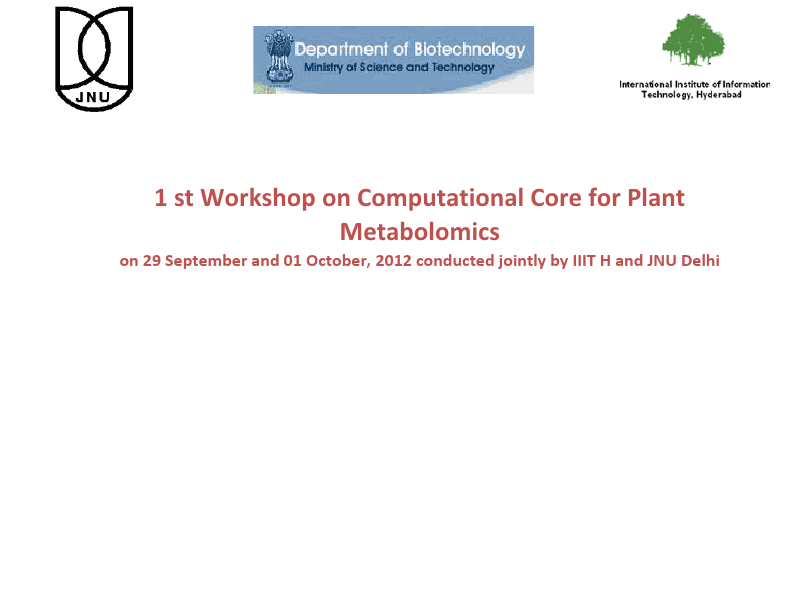 JNU
Department of Biotechnology
Ministry of Science and Technology
International Institute of Information
Technology, Hyderabad
1 st Workshop on Computational Core for Plant
Metabolomics
on 29 September and 01 October, 2012 conducted jointly by IIIT H and JNU Delhi